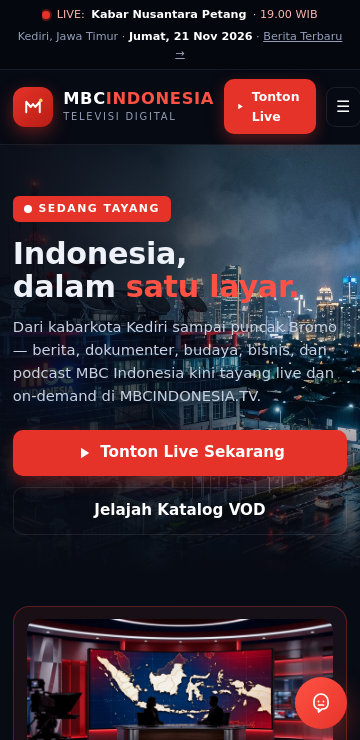 LIVE: Kabar Nusantara Petang · 19.00 WIB
Kediri, Jawa Timur · Jumat, 21 Nov 2026 · Berita Terbaru
→
MBCINDONESIA
TELEVISI DIGITAL
Tonton
Live
SEDANG TAYANG
Indonesia,
dalam satu layar.
Dari kabarkota Kediri sampai puncak Bromo
— berita, dokumenter, budaya, bisnis, dan
podcast MBC Indonesia kini tayang live dan
on-demand di MBCINDONESIA.TV.
Tonton Live Sekarang
Jelajah Katalog VOD